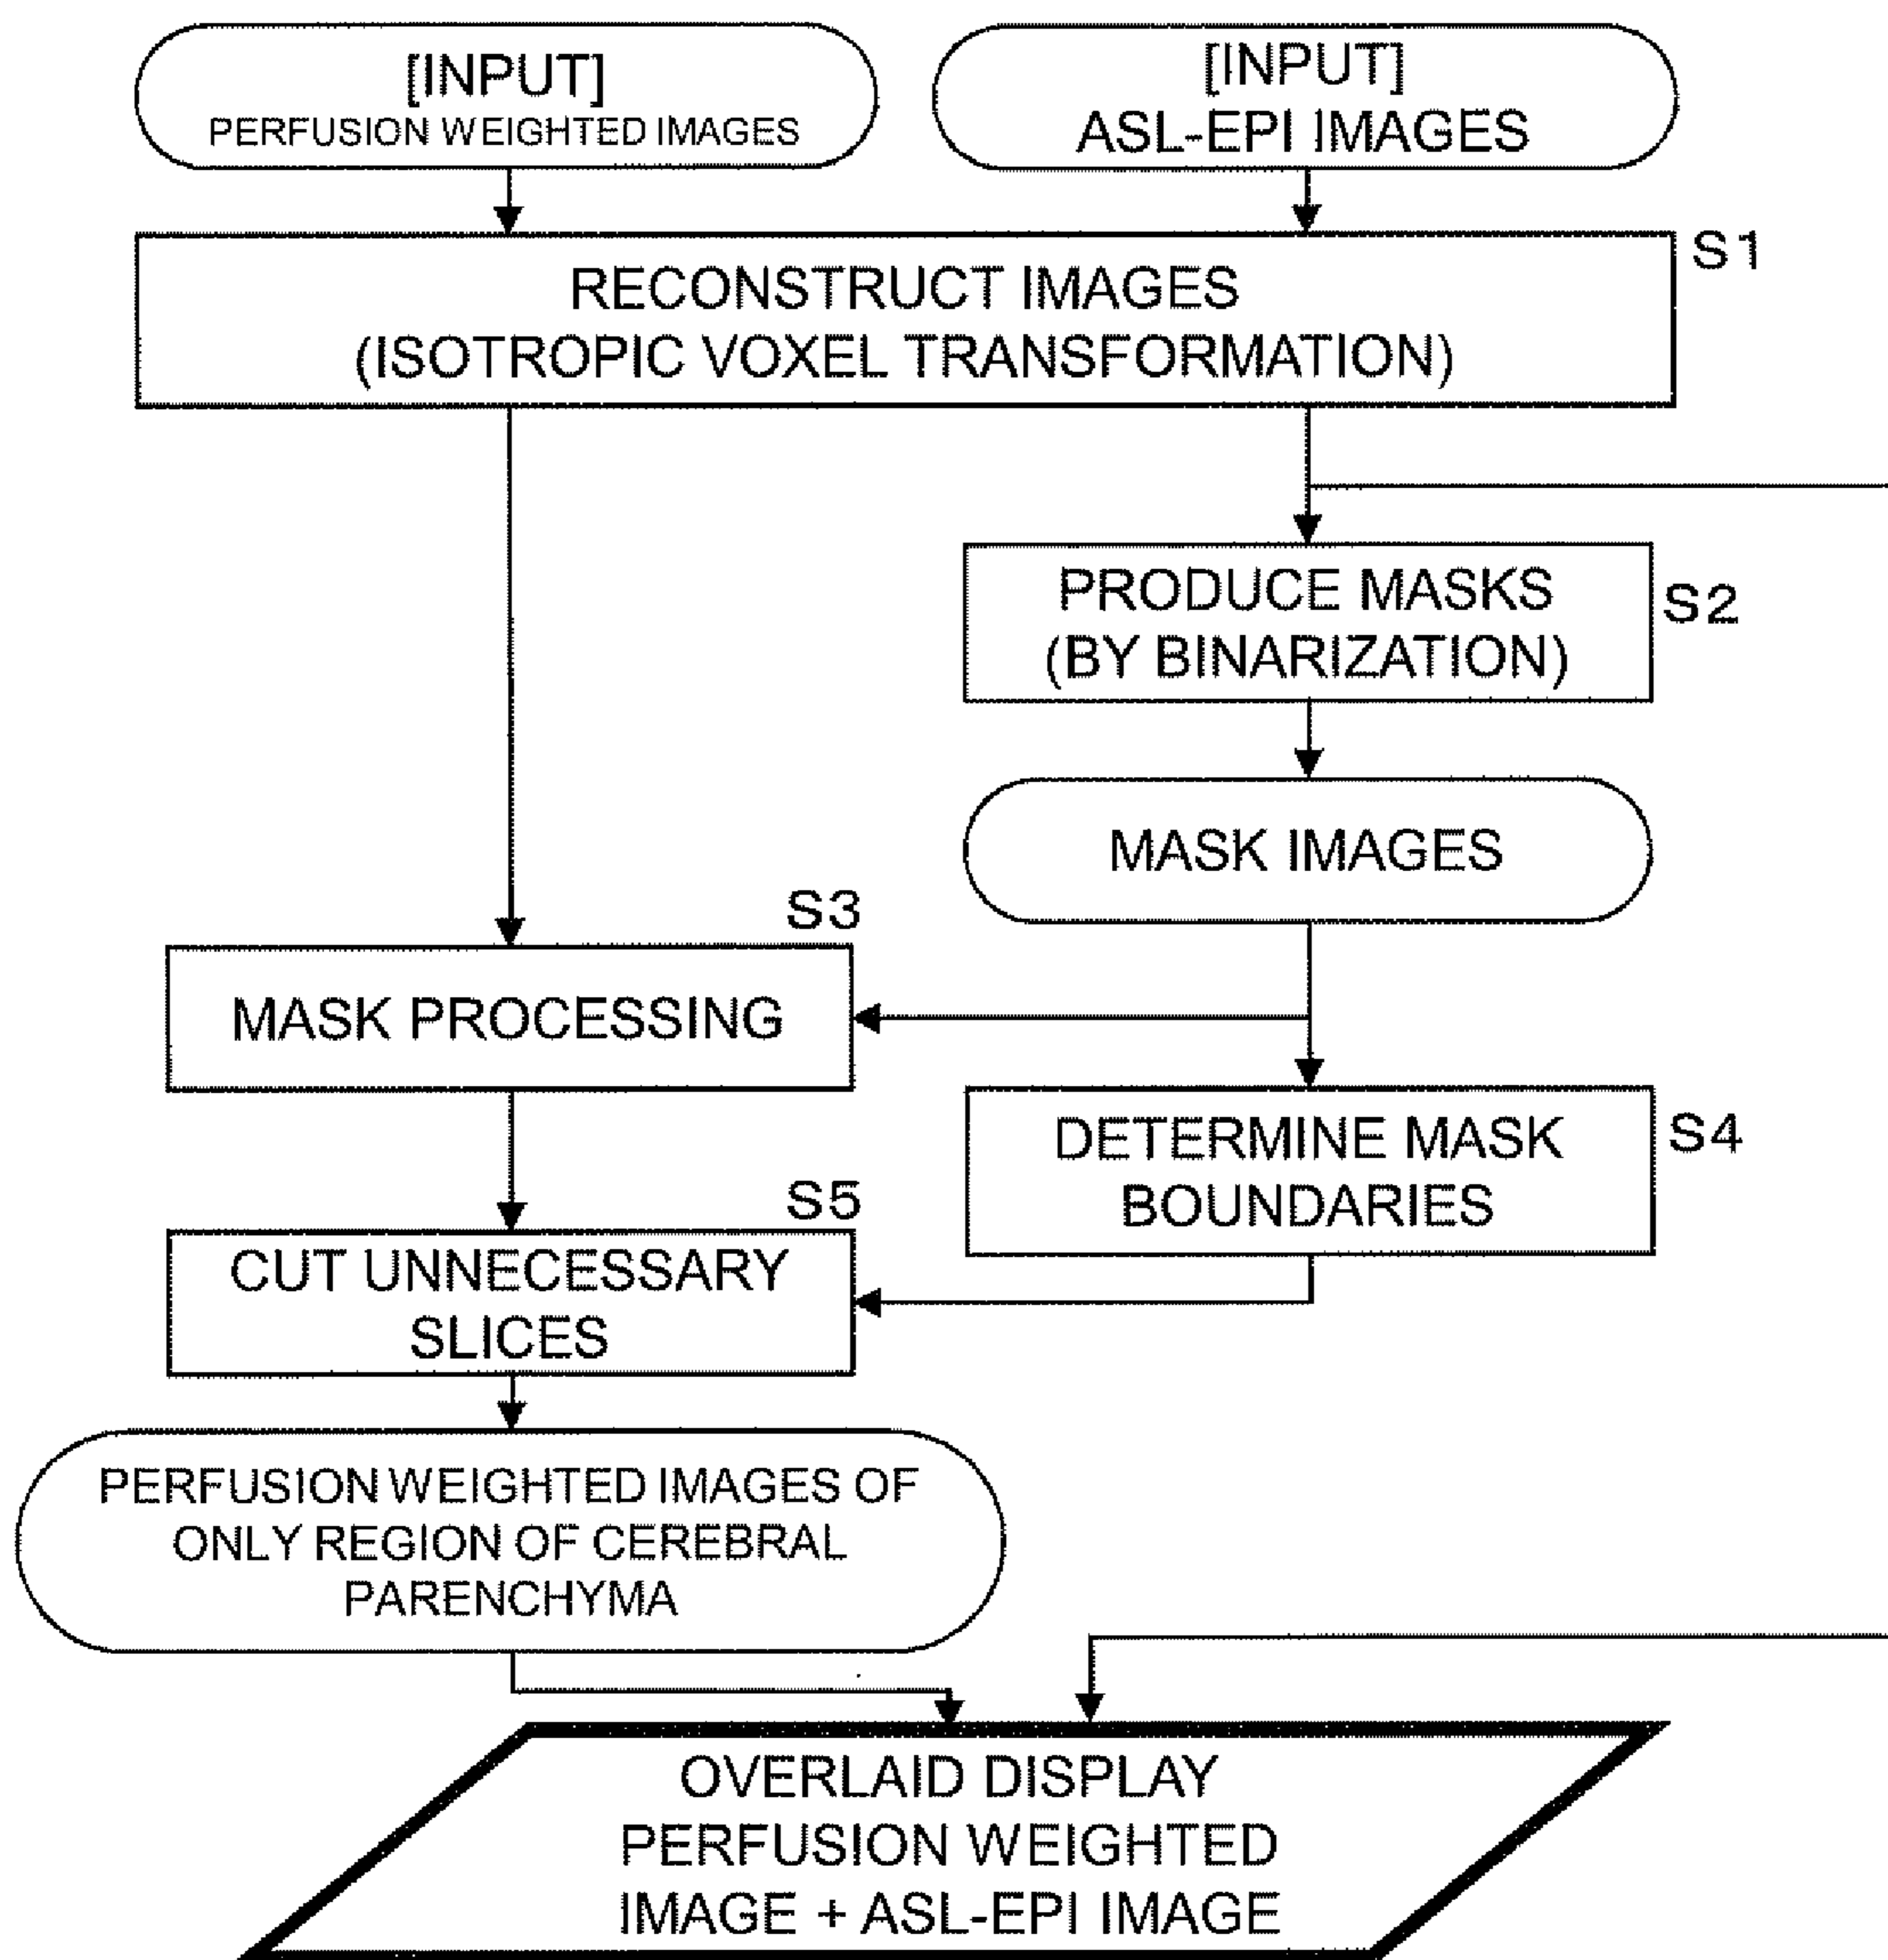 [INPUT]
PERFUSION WEIGHTED IMAGES
[INPUT]
ASL-EPI IMAGES
S1
RECONSTRUCT IMAGES
(ISOTROPIC VOXEL TRANSFORMATION)
PRODUCE MASKS
(BY BINARIZATION)
S2
MASK IMAGES
S3
MASK PROCESSING
DETERMINE MASK
BOUNDARIES
S4
S5
CUT UNNECESSARY
SLICES
PERFUSION WEIGHTED IMAGES OF
ONLY REGION OF CEREBRAL
PARENCHYMA
OVERLAID DISPLAY
PERFUSION WEIGHTED
IMAGE + ASL-EPI IMAGE